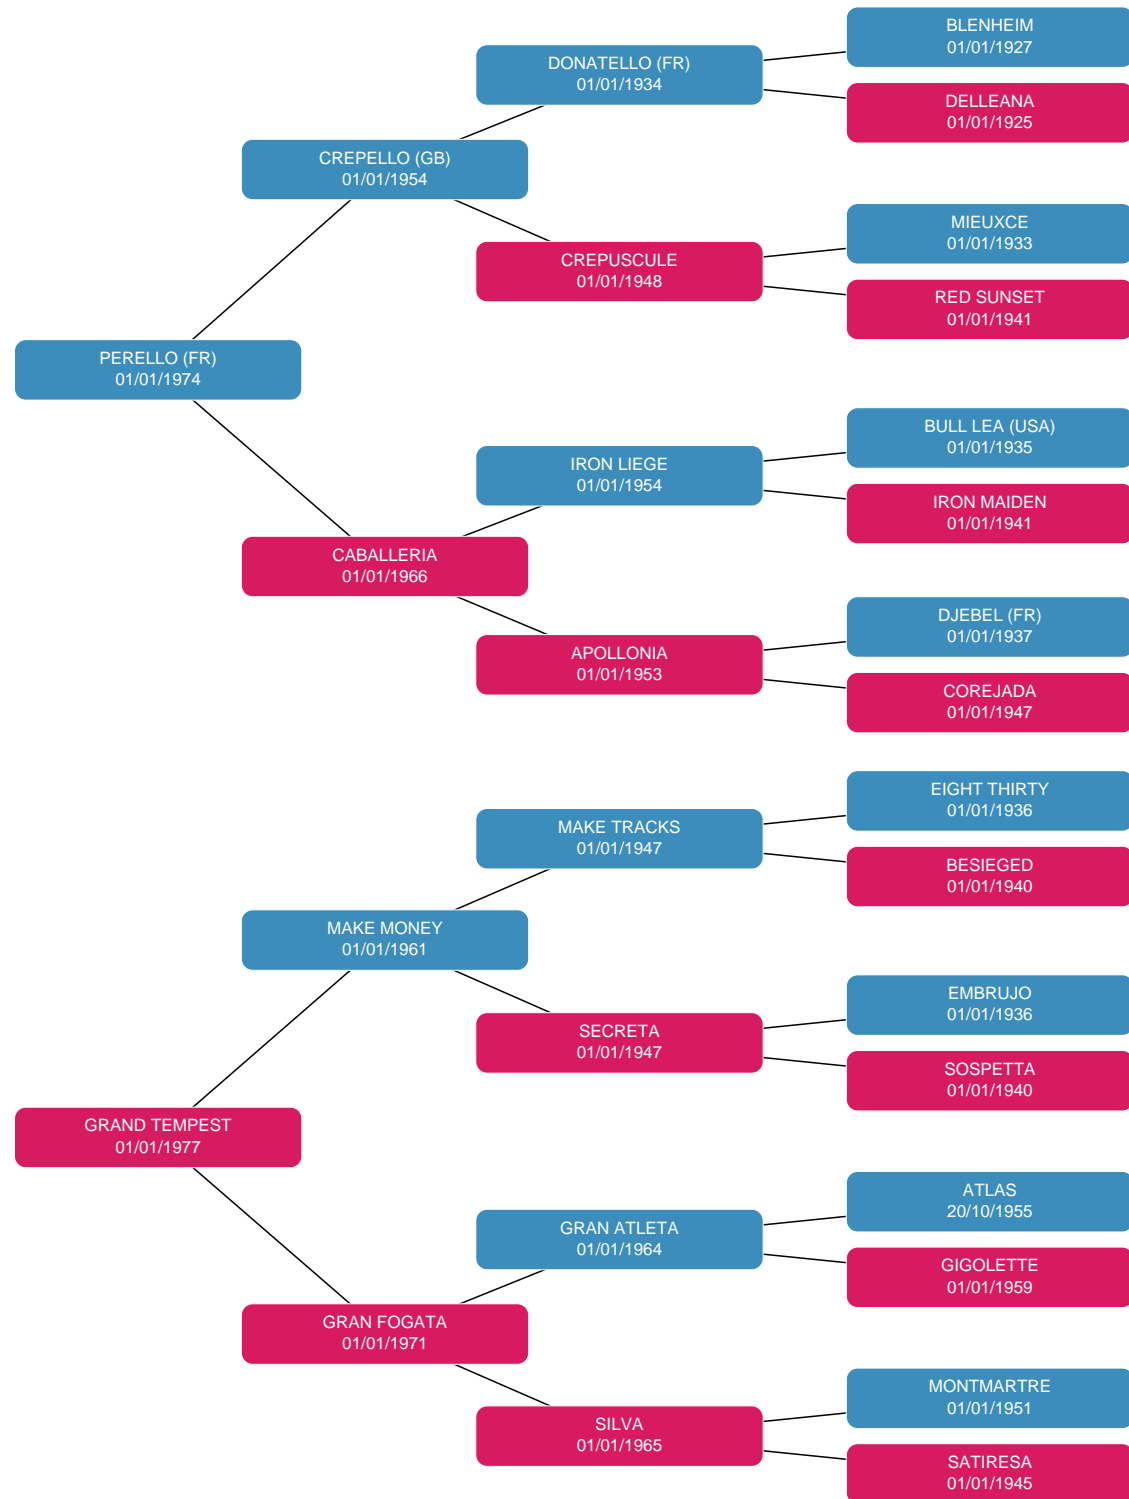 BLENHEIM
01/01/1927
DONATELLO (FR)
01/01/1934
DELLEANA
01/01/1925
CREPELLO (GB)
01/01/1954
MIEUXCE
01/01/1933
CREPUSCULE
01/01/1948
RED SUNSET
01/01/1941
PERELLO (FR)
01/01/1974
BULL LEA (USA)
01/01/1935
IRON LIEGE
01/01/1954
IRON MAIDEN
01/01/1941
CABALLERIA
01/01/1966
DJEBEL (FR)
01/01/1937
APOLLONIA
01/01/1953
COREJADA
01/01/1947
EIGHT THIRTY
01/01/1936
MAKE TRACKS
01/01/1947
BESIEGED
01/01/1940
MAKE MONEY
01/01/1961
EMBRUJO
01/01/1936
SECRETA
01/01/1947
SOSPETTA
01/01/1940
GRAND TEMPEST
01/01/1977
ATLAS
20/10/1955
GRAN ATLETA
01/01/1964
GIGOLETTE
01/01/1959
GRAN FOGATA
01/01/1971
MONTMARTRE
01/01/1951
SILVA
01/01/1965
SATIRESA
01/01/1945